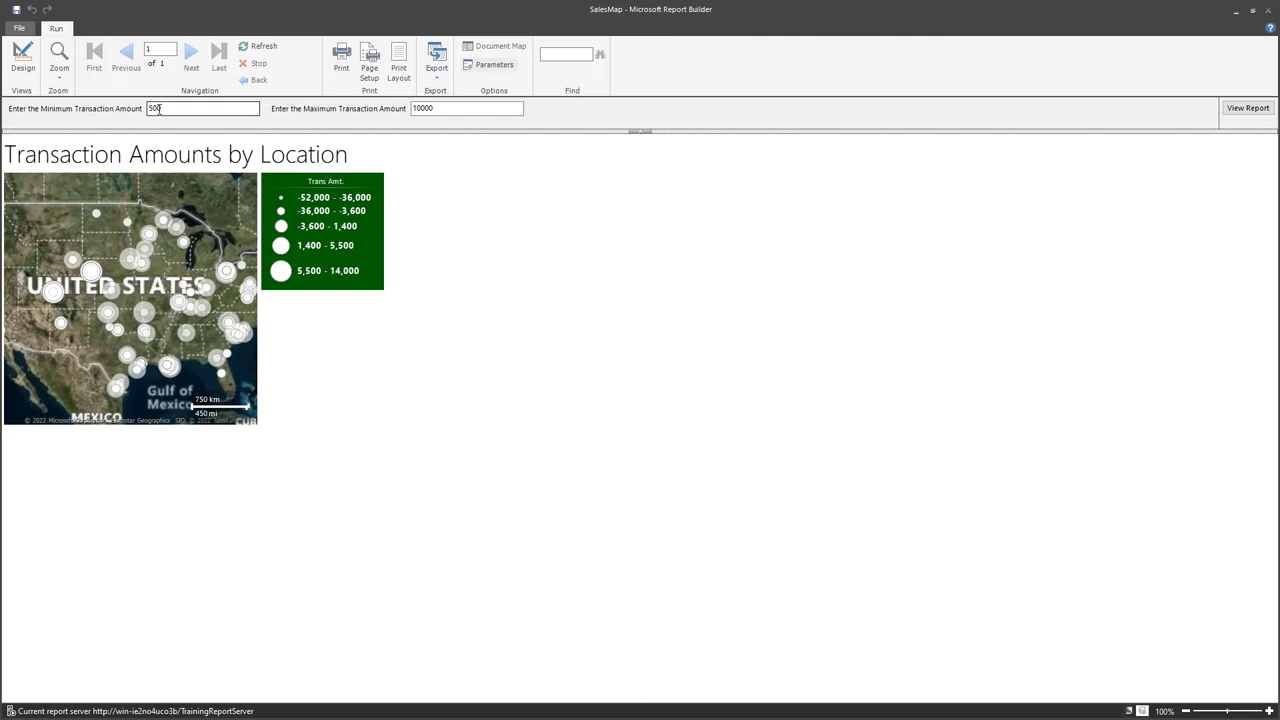 SalesMap - Microsoft Report Builder
File
Run
Design
Zoom
First
Previous
1
of 1
Next
Last
Refresh
Stop
Back
Print
Page
Setup
Print
Layout
Export
Document Map
Parameters
Views
Zoom
Navigation
Print
Export
Options
Find
Enter the Minimum Transaction Amount 500
Enter the Maximum Transaction Amount 10000
View Report
Transaction Amounts by Location
UNITED STATES
Gulf of
Mexico
MEXICO
750 km
450 mi
© 2022
Trans Amt.
-52,000 - -36,000
-36,000 - -3,600
-3,600 - 1,400
1,400 - 5,500
5,500 - 14,000
Current report server http://win-ie2no4uco3b/TrainingReportServer
100%